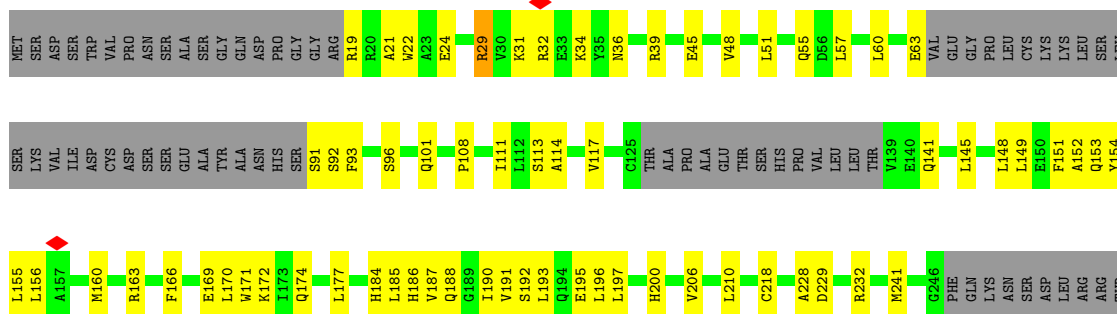 MET SER ASP SER TRP VAL PRO ASN SER ALA SER GLY GLN ASP PRO GLY GLY ARG R19 R20 A21 W22 A23 E24 R29 V30 K31 R32 E33 K34 Y35 N36 R39 E45 V48 L51 Q55 D56 L57 L60 E63 VAL GLU GLY PRO LEU CYS LYS LYS LEU SER
SER LYS VAL ILE ASP CYS ASP SER SER GLU ALA TYR ALA ASN HIS SER S91 S92 F93 S96 Q101 P108 I111 L112 S113 A114 V117 C125 THR ALA PRO ALA GLU THR SER HIS PRO VAL LEU LEU THR V139 E140 Q141 L145 L148 L149 E150 F151 A152 Q153 Y154
L155 L156 A157 M160 R163 F166 E169 L170 W171 K172 I173 Q174 L177 H184 L185 H186 V187 Q188 G189 I190 V191 S192 L193 Q194 E195 L196 L197 H200 V206 L210 C218 A228 D229 R232 M241 G246 PHE GLN LYS ASN SER ASP LEU ARG ARG